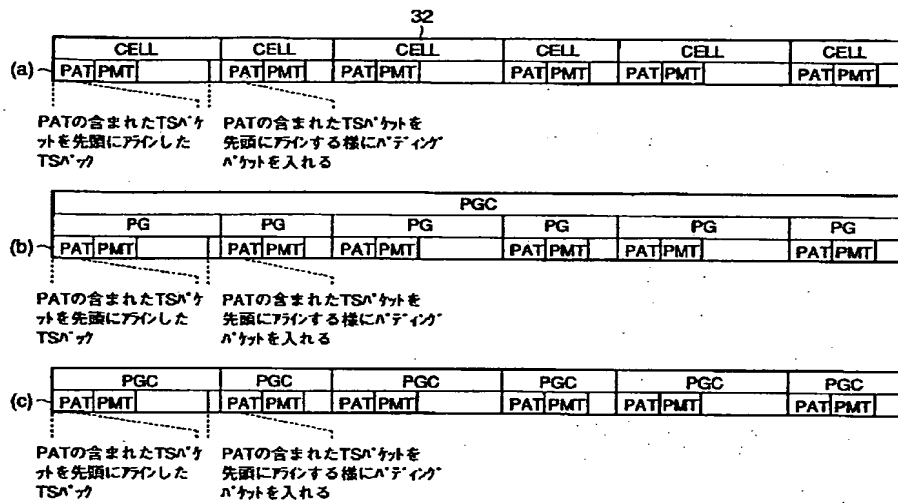 32
CELL CELL CELL CELL CELL CELL
(a) PAT PMT PAT PMT PAT PMT PAT PMT PAT PMT PAT PMT
PATの含まれたTSパケ
ットを先頭にアラインした
TSパック
PATの含まれたTSパケットを
先頭にアラインする様にパディング
パケットを入れる
PGC
PG PG PG PG PG PG
(b) PAT PMT PAT PMT PAT PMT PAT PMT PAT PMT PAT PMT
PATの含まれたTSパケ
ットを先頭にアラインした
TSパック
PATの含まれたTSパケットを
先頭にアラインする様にパディング
パケットを入れる
PGC PGC PGC PGC PGC PGC
(c) PAT PMT PAT PMT PAT PMT PAT PMT PAT PMT PAT PMT
PATの含まれたTSパケ
ットを先頭にアラインした
TSパック
PATの含まれたTSパケットを
先頭にアラインする様にパディング
パケットを入れる